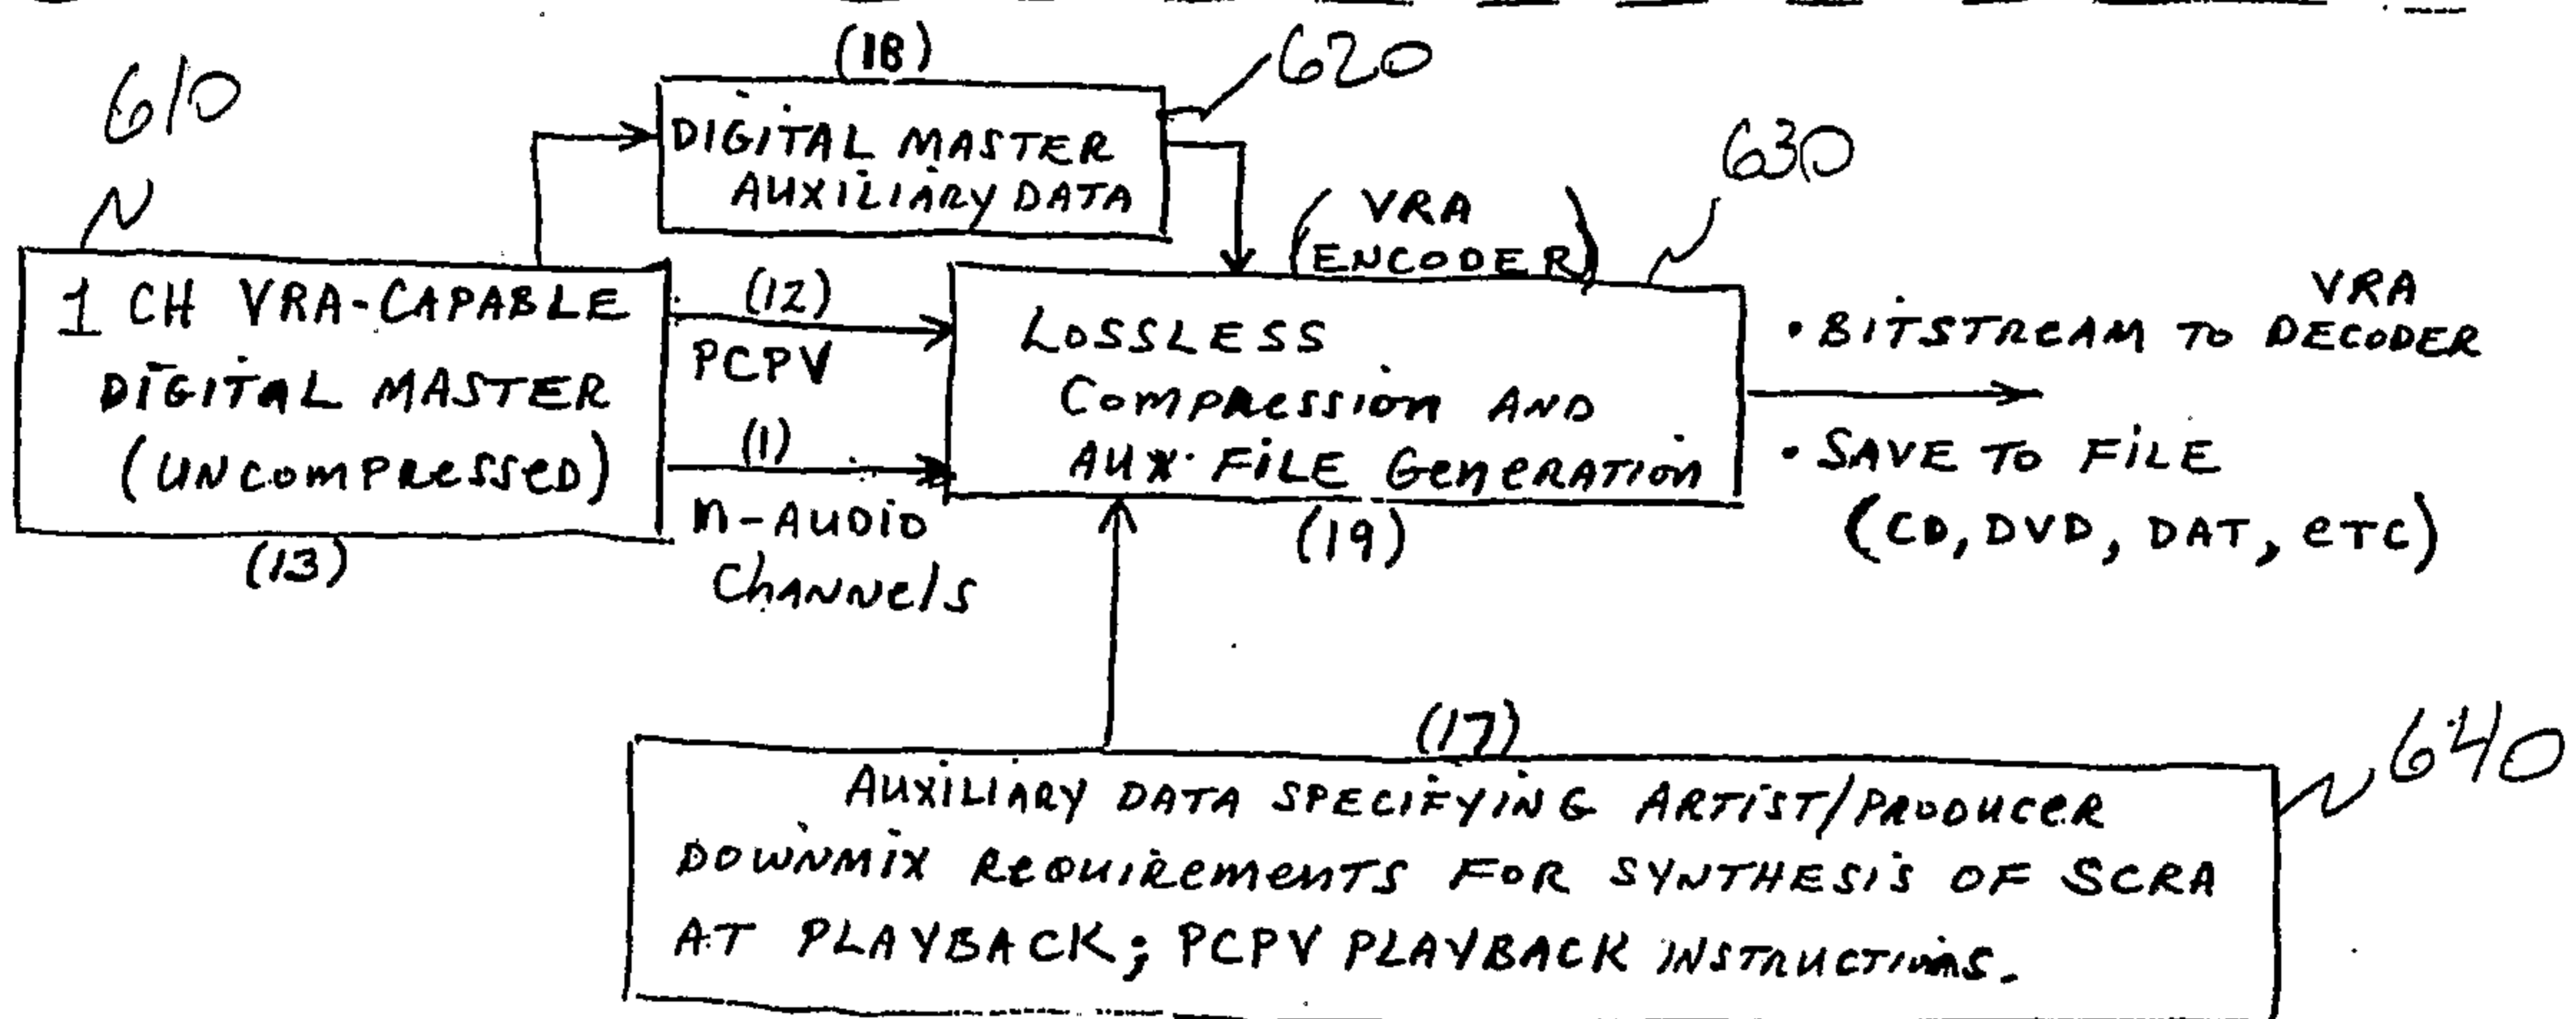 610
(18)
620
DIGITAL MASTER
AUXILIARY DATA
630
(VRA
ENCODER)
1 CH VRA-CAPABLE
DIGITAL MASTER
(UNCOMPRESSED)
(13)
(12)
PCPV
(1)
n-AUDIO
CHANNELS
LOSSLESS
COMPRESSION AND
AUX. FILE GENERATION
(19)
VRA
• BITSTREAM TO DECODER
• SAVE TO FILE
(CD, DVD, DAT, ETC)
(17)
640
AUXILIARY DATA SPECIFYING ARTIST/PRODUCER
DOWNMIX REQUIREMENTS FOR SYNTHESIS OF SCRA
AT PLAYBACK; PCPV PLAYBACK INSTRUCTIONS.